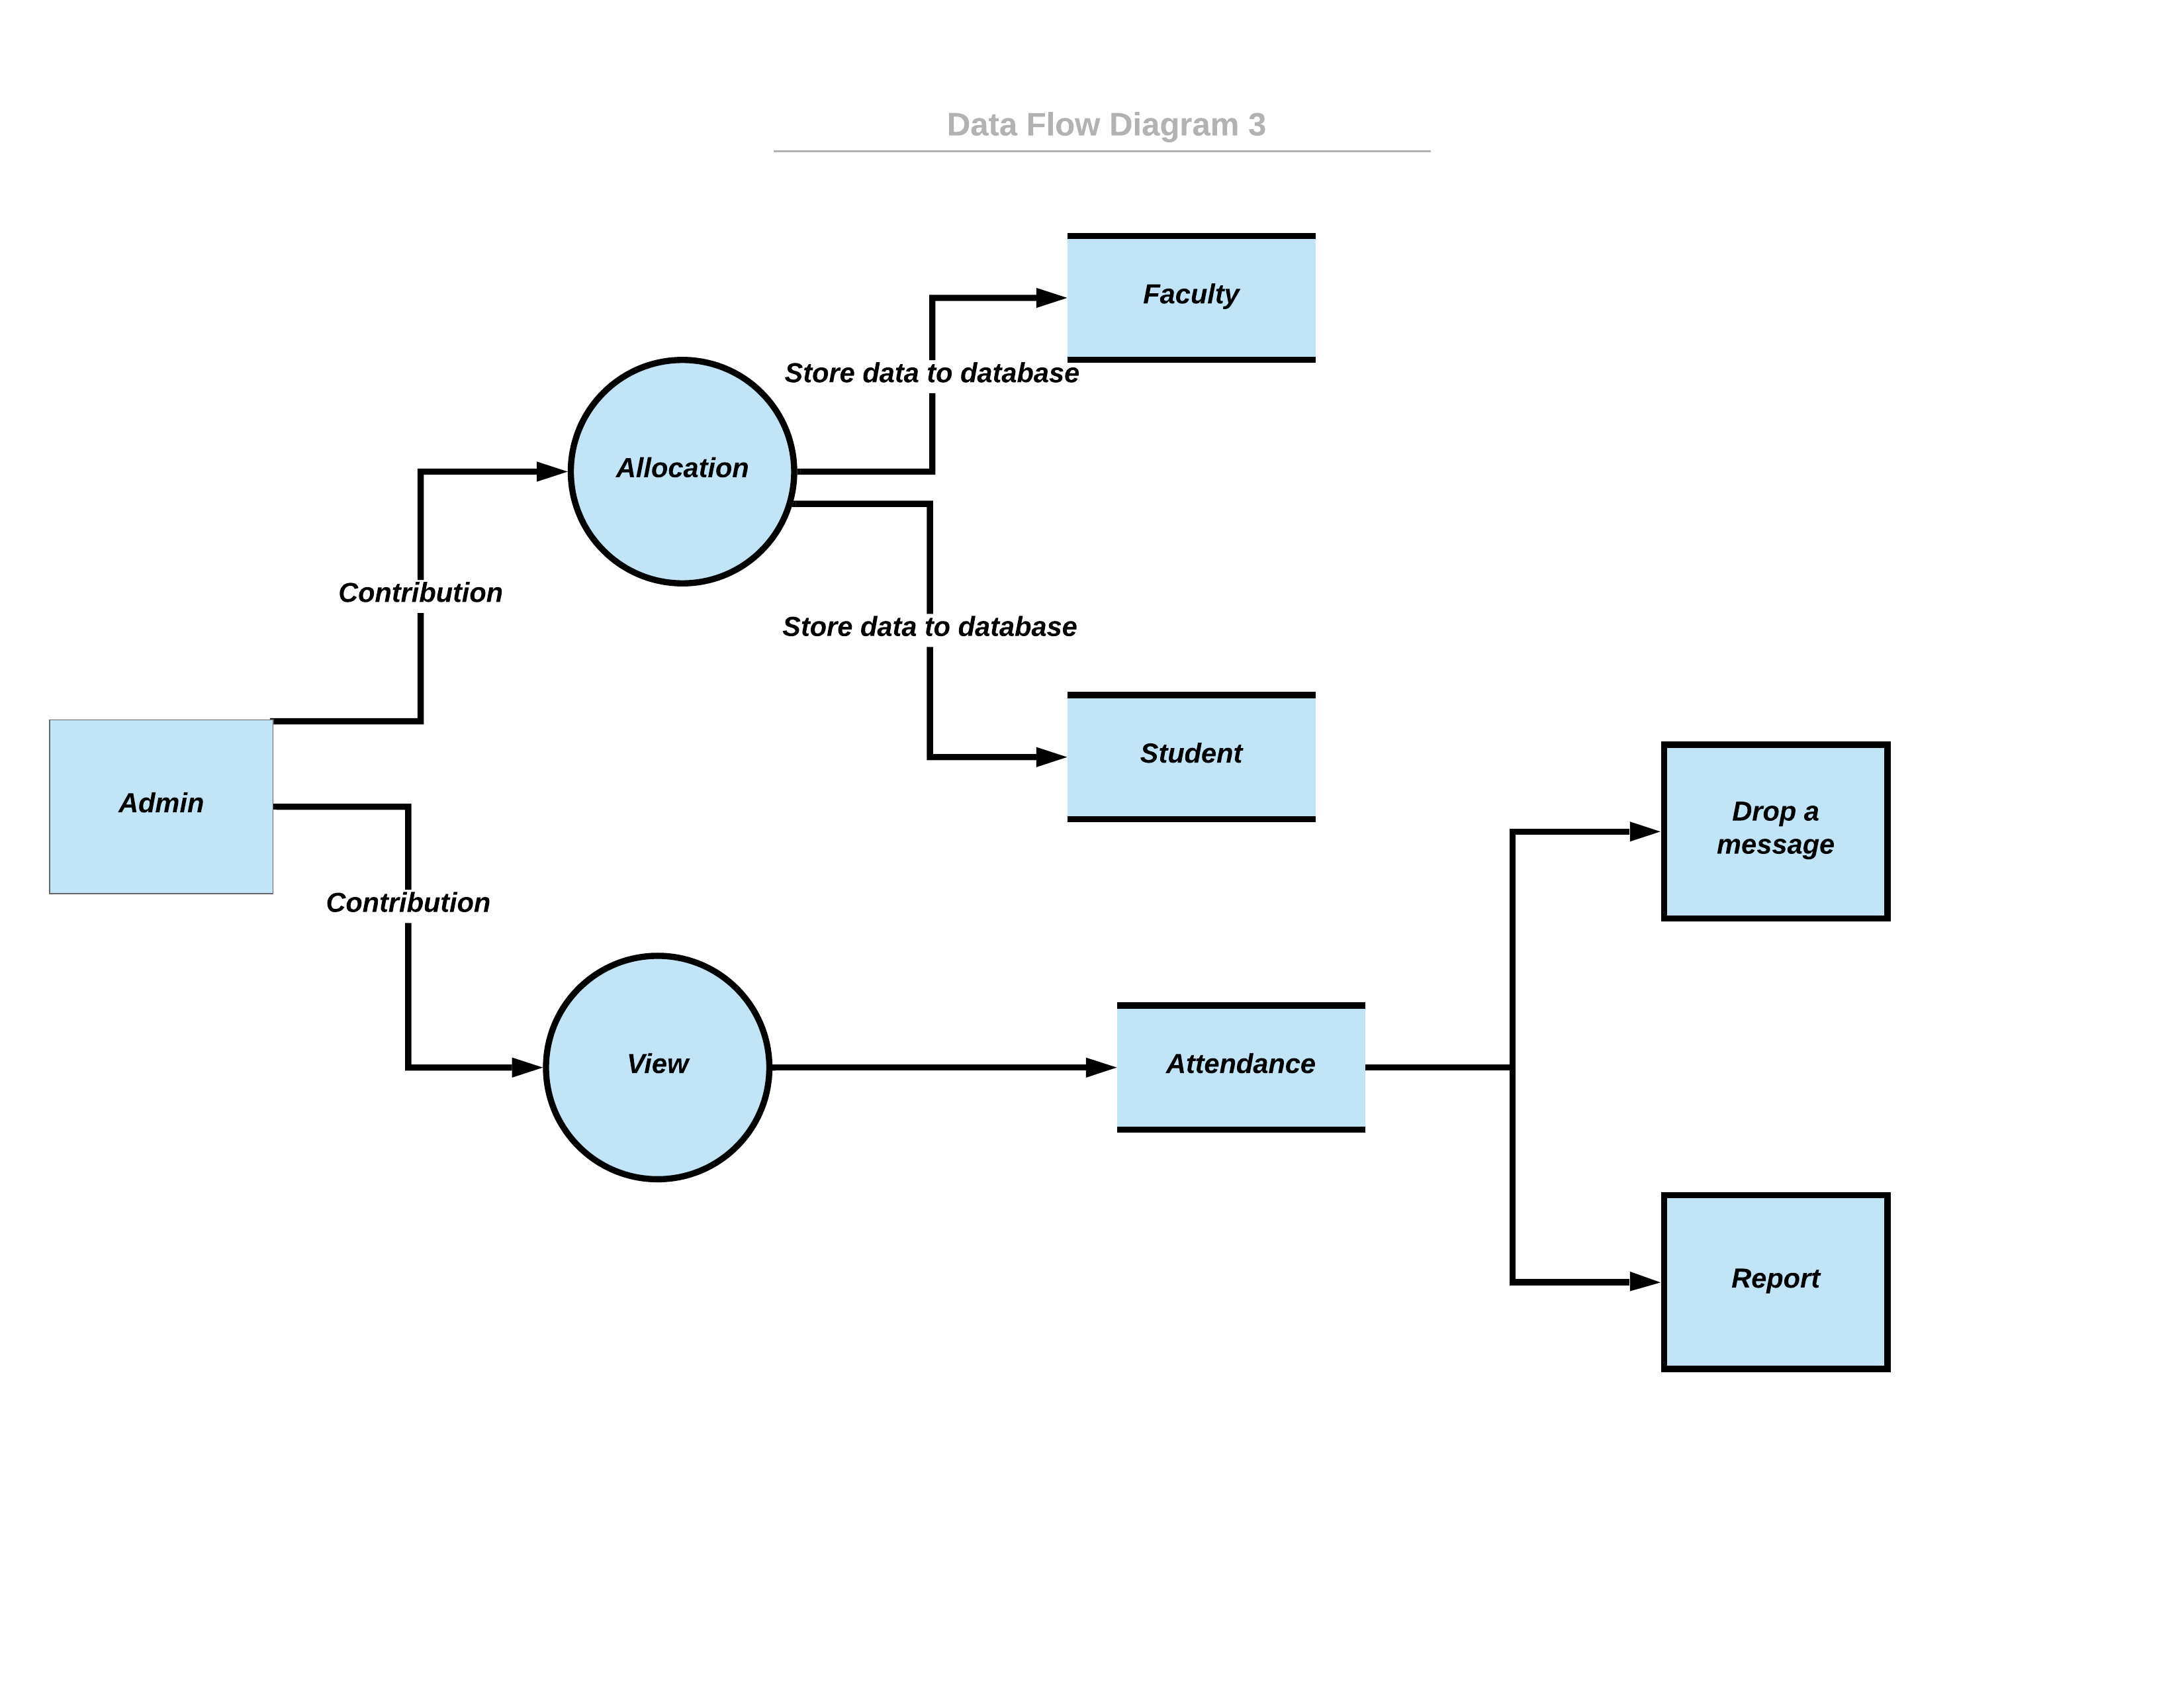 Data Flow Diagram 3
Faculty
Store data to database
Allocation
Contribution
Store data to database
Student
Admin
Drop a
message
Contribution
View
Attendance
Report